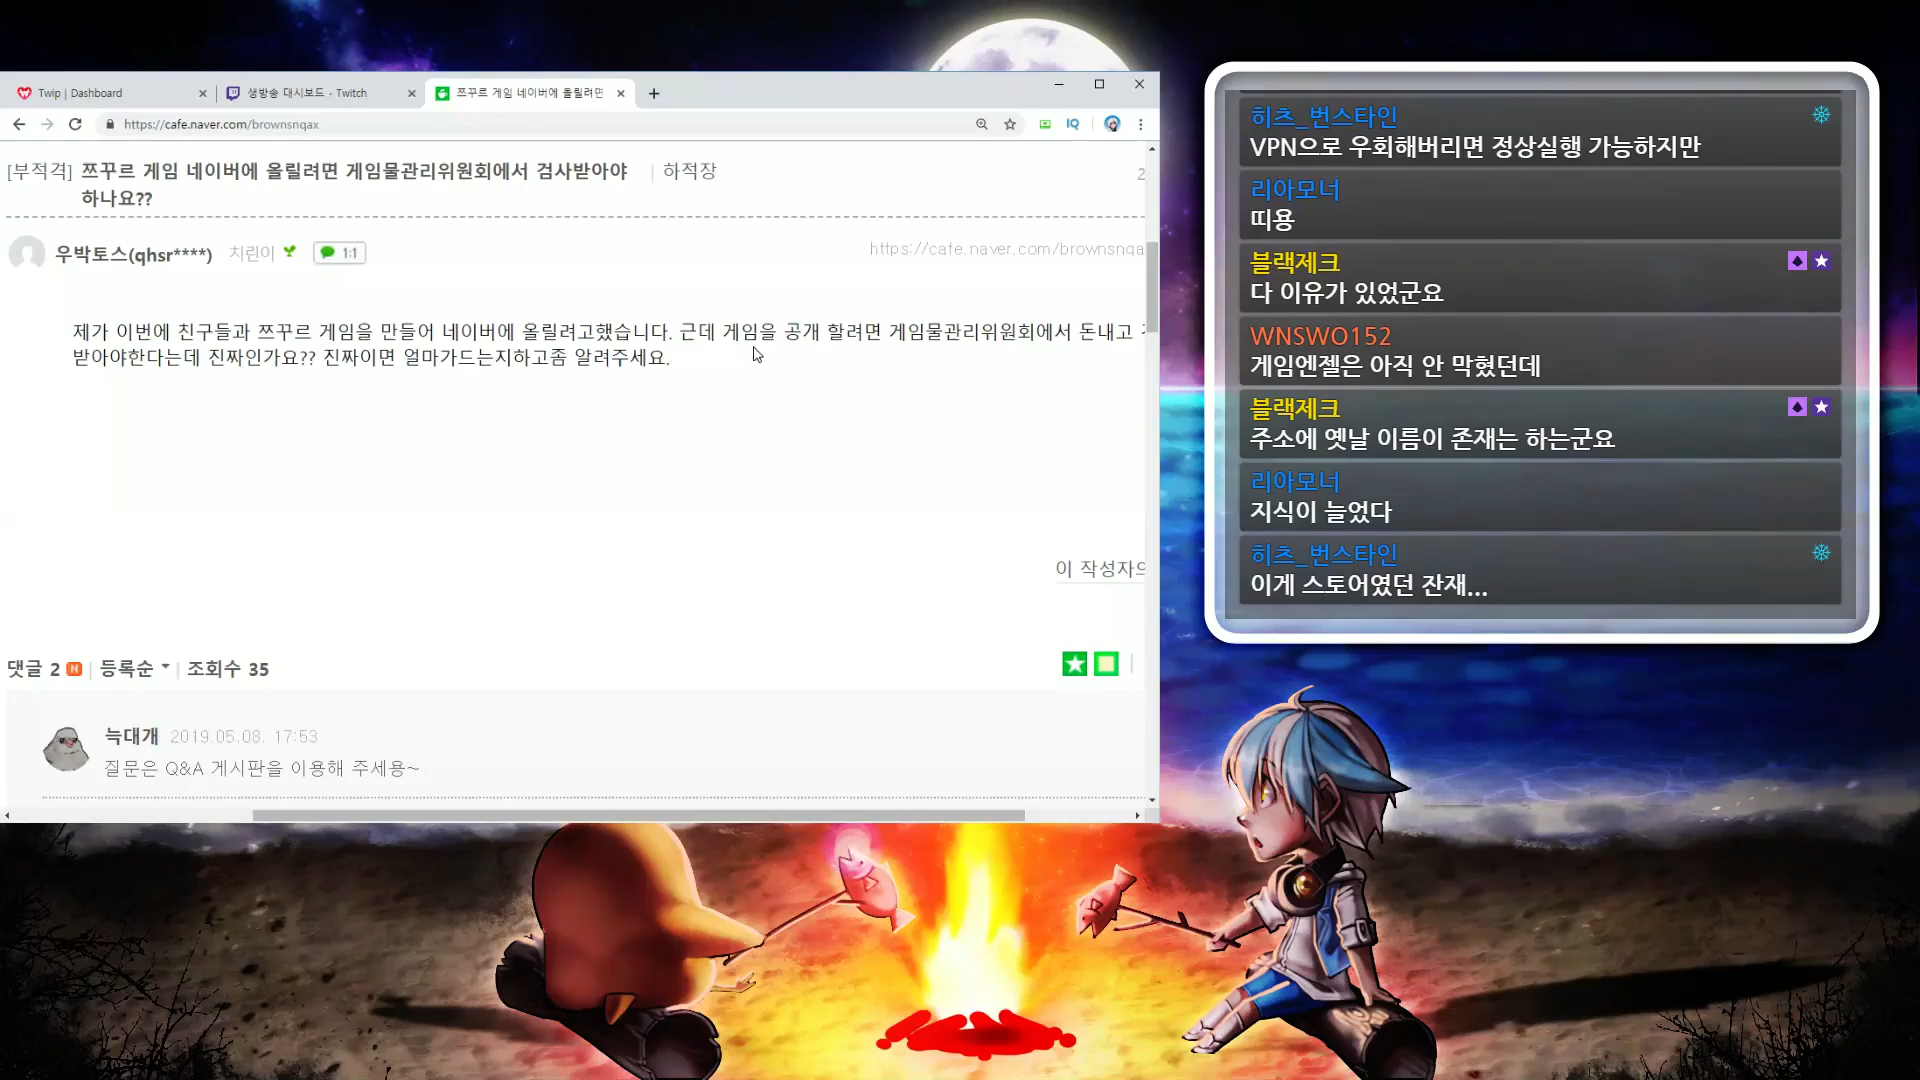 Twip | Dashboard
생방송 대시보드 - Twitch
쯔꾸르 게임 네이버에 올릴려면
https://cafe.naver.com/brownsnqax
IQ
[부적격] 쯔꾸르 게임 네이버에 올릴려면 게임물관리위원회에서 검사받아야 | 하적장
2
하나요??
우박토스(qhsr****) 치린이 1:1
https://cafe.naver.com/brownsnqa
제가 이번에 친구들과 쯔꾸르 게임을 만들어 네이버에 올릴려고했습니다. 근데 게임을 공개 할려면 게임물관리위원회에서 돈내고
받아야한다는데 진짜인가요?? 진짜이면 얼마가드는지하고좀 알려주세요.
이 작성자으
댓글 2 N | 등록순 | 조회수 35
늑대개 2019.05.08. 17:53
질문은 Q&A 게시판을 이용해 주세용~
히츠_번스타인
VPN으로 우회해버리면 정상실행 가능하지만
리아모너
띠용
블랙제크
다 이유가 있었군요
WNSWO152
게임엔젤은 아직 안 막혔던데
블랙제크
주소에 옛날 이름이 존재는 하는군요
리아모너
지식이 늘었다
히츠_번스타인
이게 스토어였던 잔재...